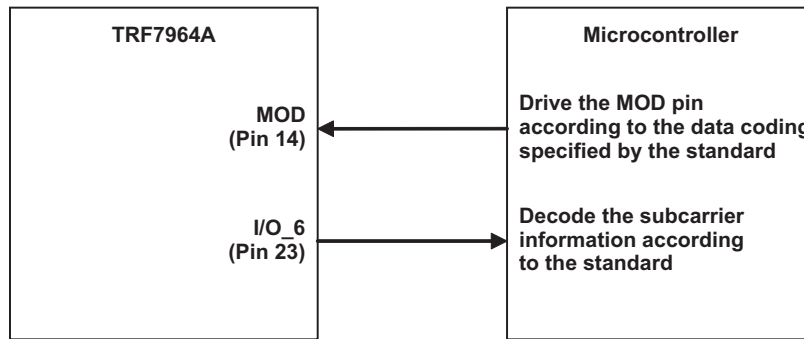 TRF7964A
Microcontroller
MOD
(Pin 14)
Drive the MOD pin
according to the data coding
specified by the standard
I/O_6
(Pin 23)
Decode the subcarrier
information according
to the standard